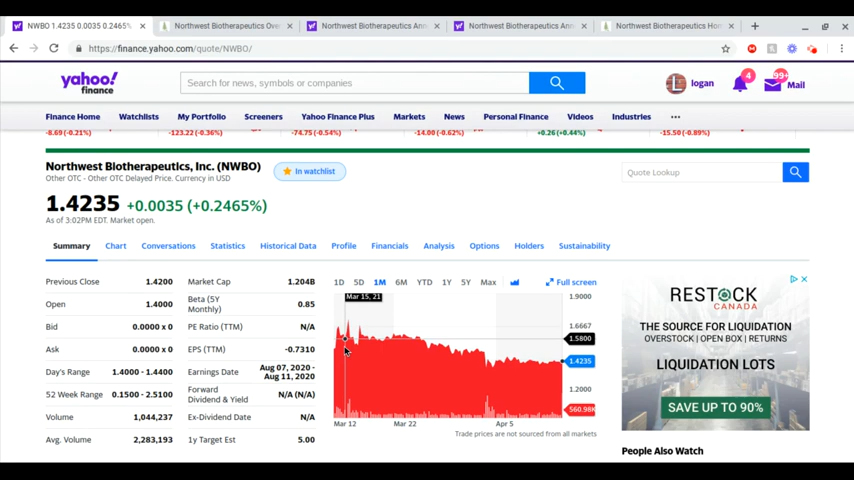 NWBO 1.4235 0.0035 0.2465%
Northwest Biotherapeutics Ove
Northwest Biotherapeutics Ann
Northwest Biotherapeutics Ann
Northwest Biotherapeutics Hom
https://finance.yahoo.com/quote/NWBO/
yahoo!
finance
Search for news, symbols or companies
logan
4
99+
Mail
Finance Home
Watchlists
My Portfolio
Screeners
Yahoo Finance Plus
Markets
News
Personal Finance
Videos
Industries
-8.69 (-0.21%)
-123.22 (-0.36%)
-74.75 (-0.54%)
-14.00 (-0.62%)
+0.26 (+0.44%)
-15.50 (-0.89%)
Northwest Biotherapeutics, Inc. (NWBO)
Other OTC - Other OTC Delayed Price. Currency in USD
In watchlist
Quote Lookup
1.4235 +0.0035 (+0.2465%)
As of 3:02PM EDT. Market open.
Summary
Chart
Conversations
Statistics
Historical Data
Profile
Financials
Analysis
Options
Holders
Sustainability
Previous Close 1.4200
Open 1.4000
Bid 0.0000 x 0
Ask 0.0000 x 0
Day's Range 1.4000 - 1.4400
52 Week Range 0.1500 - 2.5100
Volume 1,044,237
Avg. Volume 2,283,193
Market Cap 1.204B
Beta (5Y
Monthly) 0.85
PE Ratio (TTM) N/A
EPS (TTM) -0.7310
Earnings Date Aug 07, 2020 -
Aug 11, 2020
Forward
Dividend & Yield N/A (N/A)
Ex-Dividend Date N/A
1y Target Est 5.00
1D 5D 1M 6M YTD 1Y 5Y Max
Full screen
Mar 15, 21
1.9000
1.6667
1.5800
1.4235
1.2000
560.98K
Mar 12
Mar 22
Apr 5
Trade prices are not sourced from all markets
RESTOCK
CANADA
THE SOURCE FOR LIQUIDATION
OVERSTOCK | OPEN BOX | RETURNS
LIQUIDATION LOTS
SAVE UP TO 90%
People Also Watch